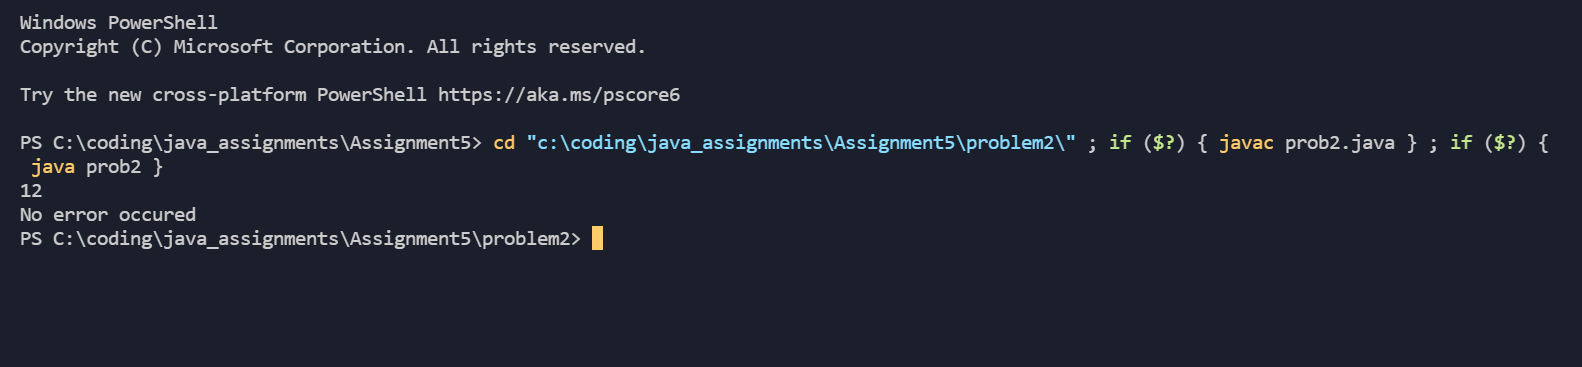 Windows PowerShell
Copyright (C) Microsoft Corporation. All rights reserved.
Try the new cross-platform PowerShell https://aka.ms/pscore6
PS C:\coding\java_assignments\Assignment5> cd "c:\coding\java_assignments\Assignment5\problem2\" ; if ($?) { javac prob2.java } ; if ($?) {
java prob2 }
12
No error occured
PS C:\coding\java_assignments\Assignment5\problem2>